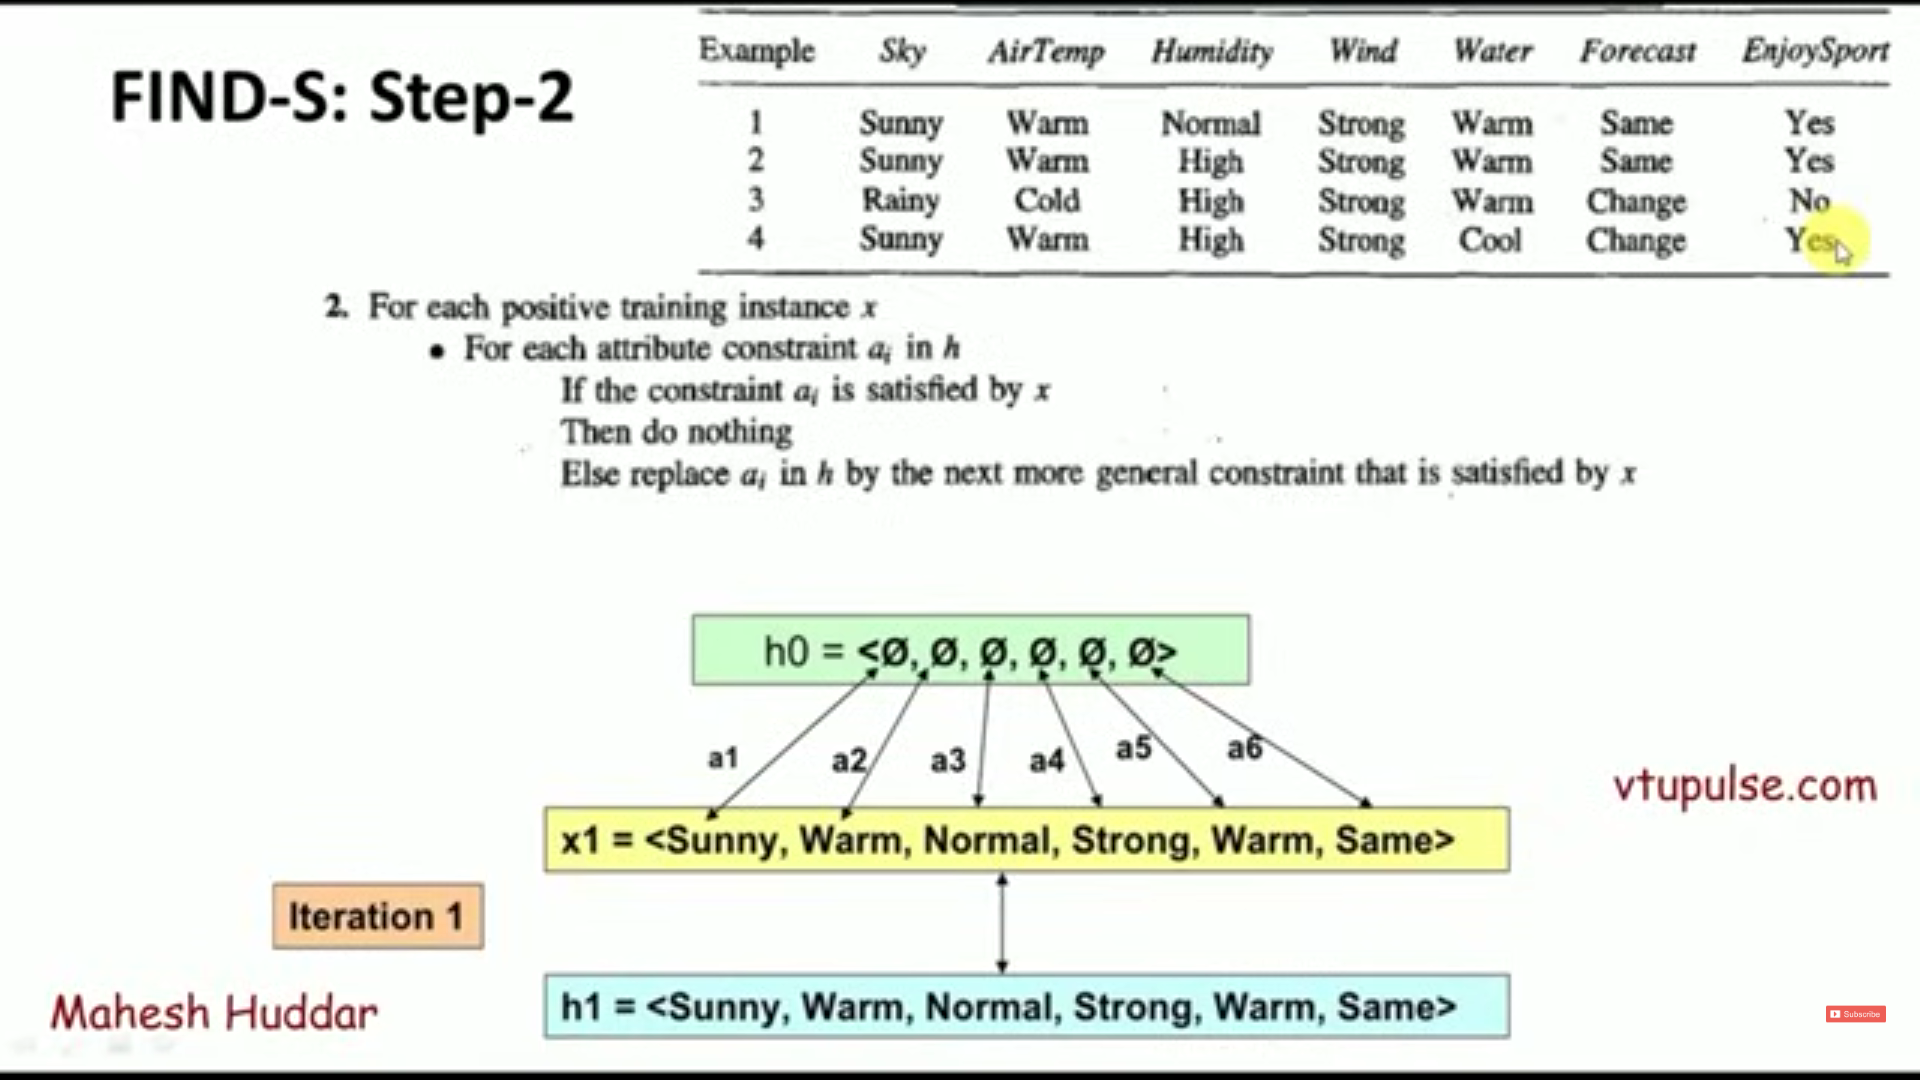 FIND-S: Step-2
Example Sky AirTemp Humidity Wind Water Forecast EnjoySport
1 Sunny Warm Normal Strong Warm Same Yes
2 Sunny Warm High Strong Warm Same Yes
3 Rainy Cold High Strong Warm Change No
4 Sunny Warm High Strong Cool Change Yes
2. For each positive training instance x
• For each attribute constraint aᵢ in h
If the constraint aᵢ is satisfied by x
Then do nothing
Else replace aᵢ in h by the next more general constraint that is satisfied by x
h0 = <Ø, Ø, Ø, Ø, Ø, Ø>
a1 a2 a3 a4 a5 a6
vtupulse.com
x1 = <Sunny, Warm, Normal, Strong, Warm, Same>
Iteration 1
h1 = <Sunny, Warm, Normal, Strong, Warm, Same>
Mahesh Huddar
Subscribe